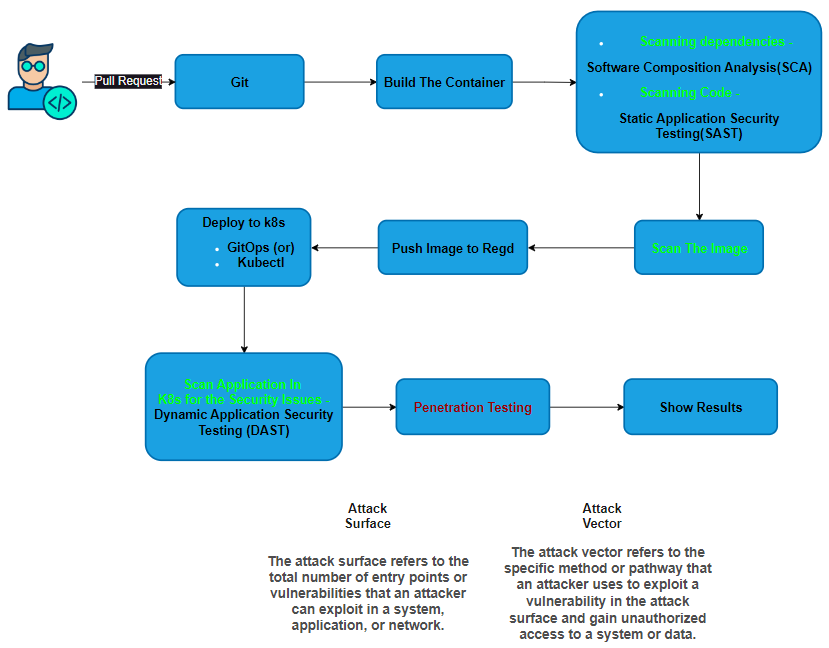 Pull Request
Git
Build The Container
Scanning dependencies -
Software Composition Analysis(SCA)
Scanning Code -
Static Application Security
Testing(SAST)
Deploy to k8s
GitOps (or)
Kubectl
Push Image to Regd
Scan The Image
Scan Application In
K8s for the Security Issues -
Dynamic Application Security
Testing (DAST)
Penetration Testing
Show Results
Attack
Surface
The attack surface refers to the
total number of entry points or
vulnerabilities that an attacker
can exploit in a system,
application, or network.
Attack
Vector
The attack vector refers to the
specific method or pathway that
an attacker uses to exploit a
vulnerability in the attack
surface and gain unauthorized
access to a system or data.